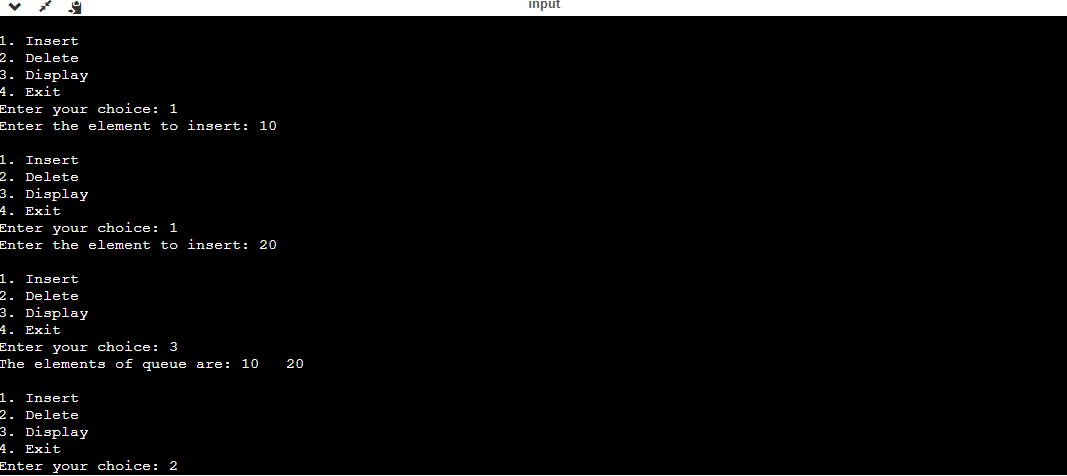 input
1. Insert
2. Delete
3. Display
4. Exit
Enter your choice: 1
Enter the element to insert: 10
1. Insert
2. Delete
3. Display
4. Exit
Enter your choice: 1
Enter the element to insert: 20
1. Insert
2. Delete
3. Display
4. Exit
Enter your choice: 3
The elements of queue are: 10   20
1. Insert
2. Delete
3. Display
4. Exit
Enter your choice: 2